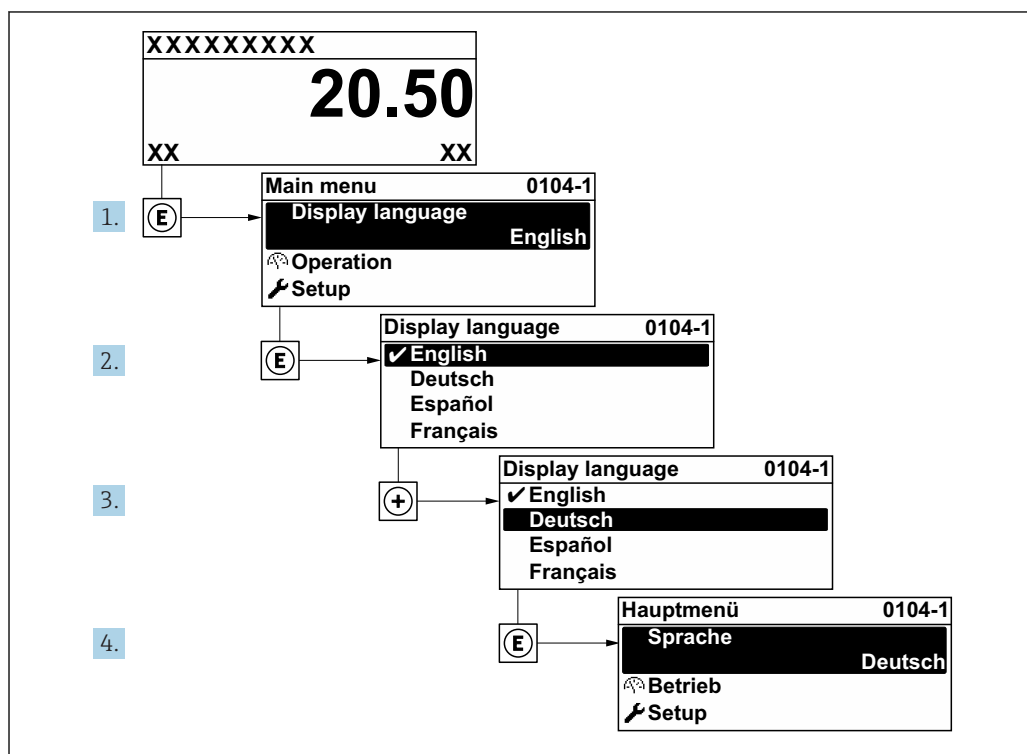 XXXXXXXXX
20.50
XX XX
1. E
Main menu 0104-1
Display language
English
Operation
Setup
2. E
Display language 0104-1
✔English
Deutsch
Español
Français
3. +
Display language 0104-1
✔English
Deutsch
Español
Français
4. E
Hauptmenü 0104-1
Sprache
Deutsch
Betrieb
Setup